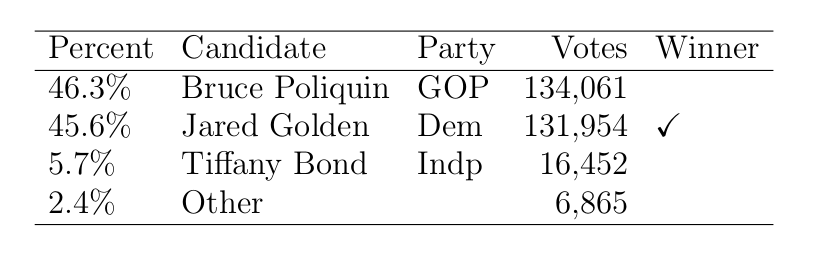 Percent Candidate Party Votes Winner
46.3% Bruce Poliquin GOP 134,061
45.6% Jared Golden Dem 131,954 ✓
5.7% Tiffany Bond Indp 16,452
2.4% Other 6,865